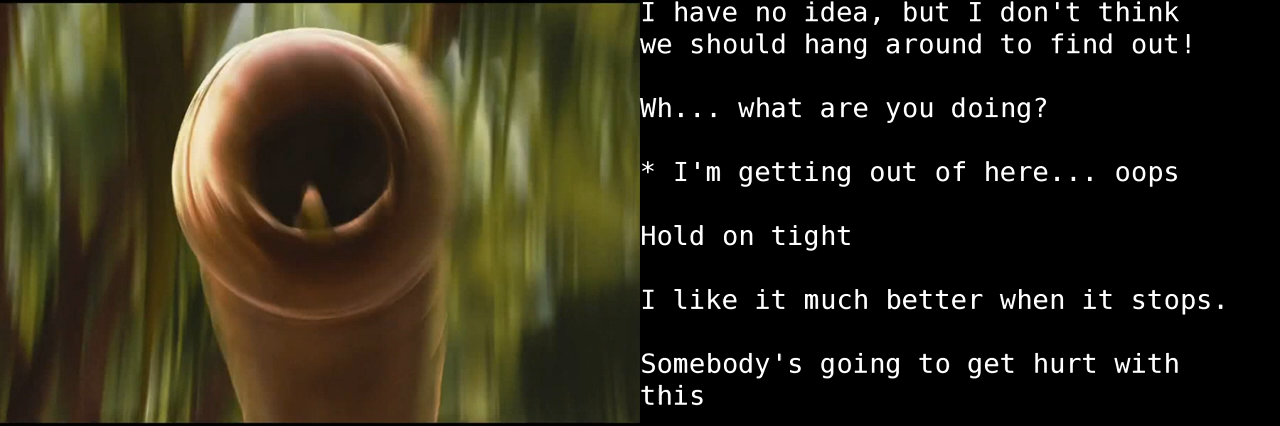 I have no idea, but I don't think
we should hang around to find out!
Wh... what are you doing?
* I'm getting out of here... oops
Hold on tight
I like it much better when it stops.
Somebody's going to get hurt with
this